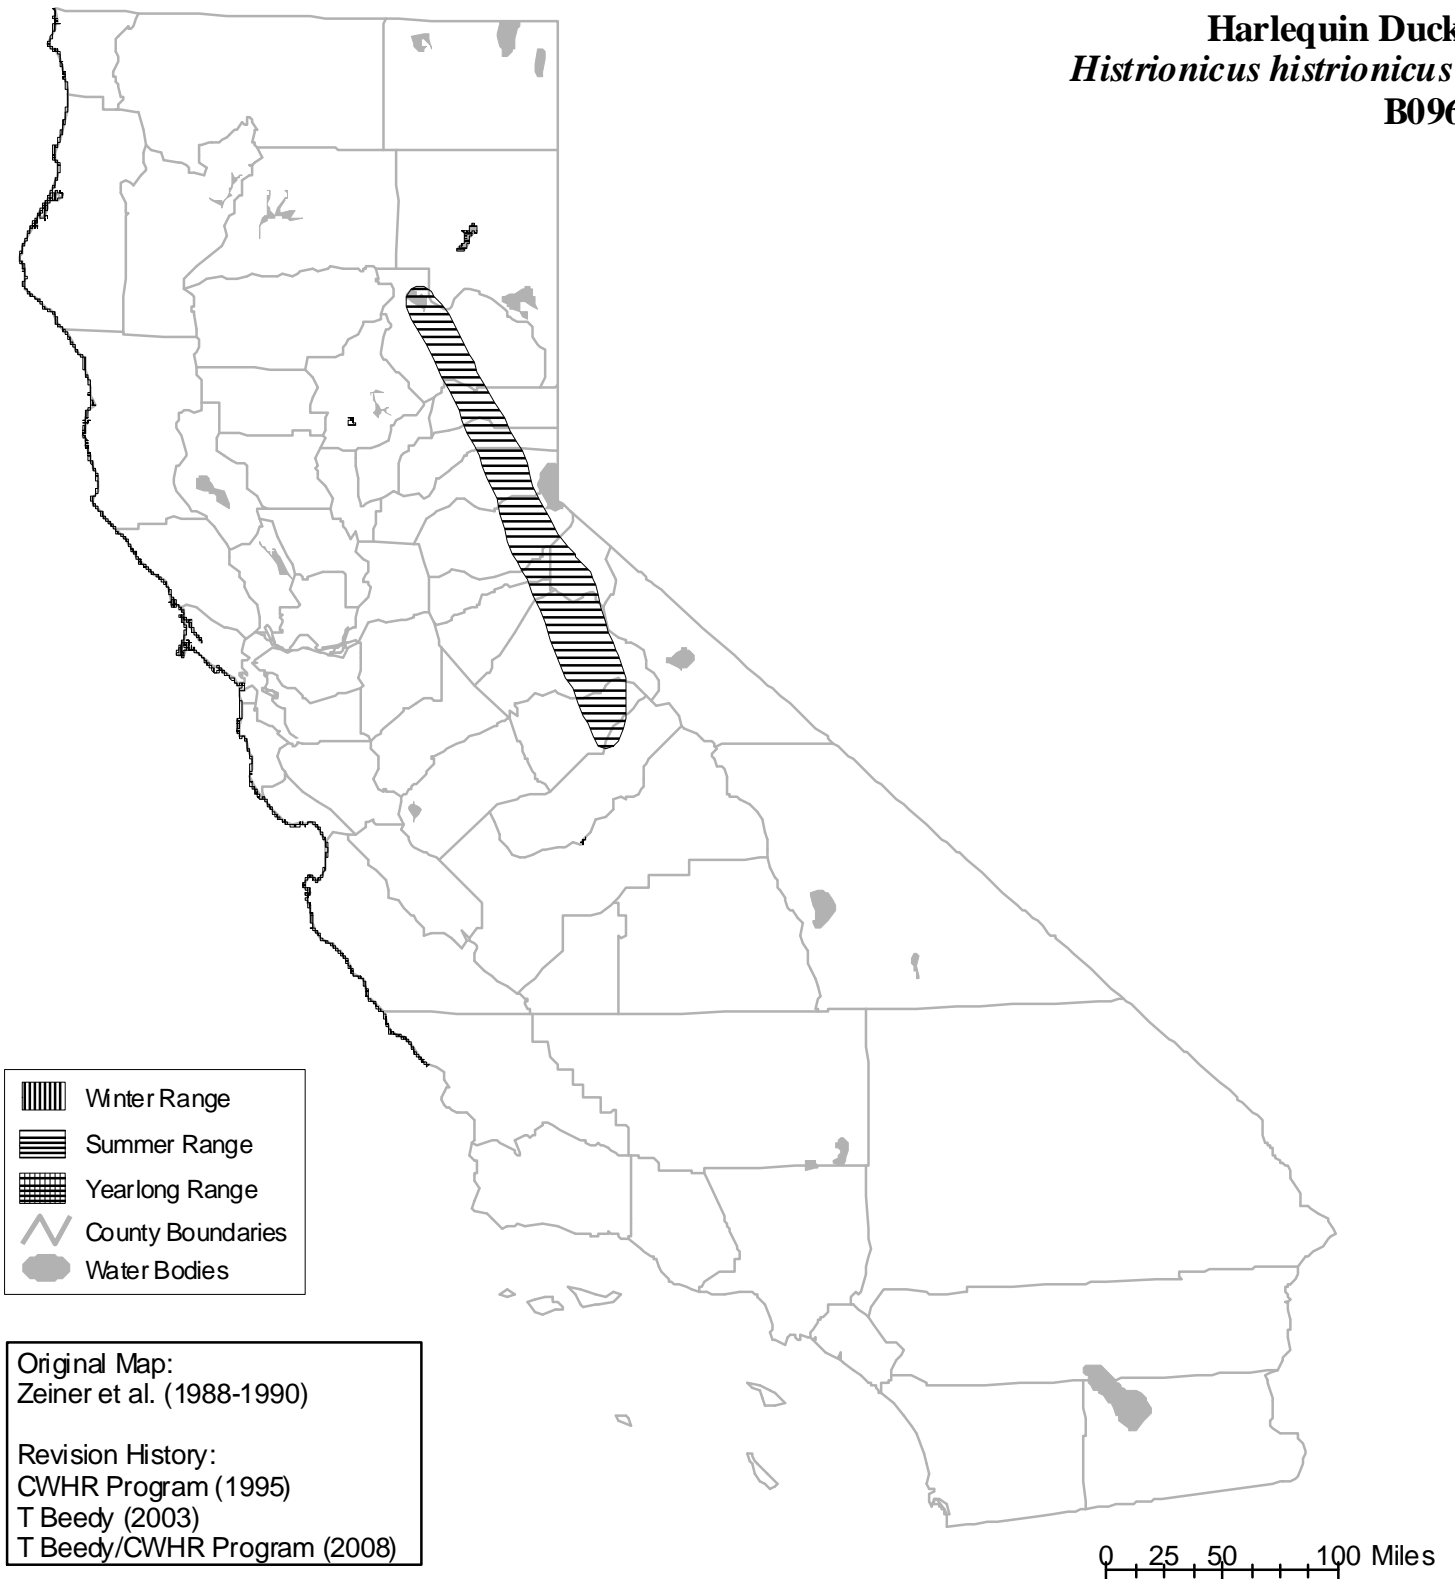 Harlequin Duck
Histrionicus histrionicus
B096
Winter Range
Summer Range
Yearlong Range
County Boundaries
Water Bodies
Original Map:
Zeiner et al. (1988-1990)
Revision History:
CWHR Program (1995)
T Beedy (2003)
T Beedy/CWHR Program (2008)
0 25 50 100 Miles